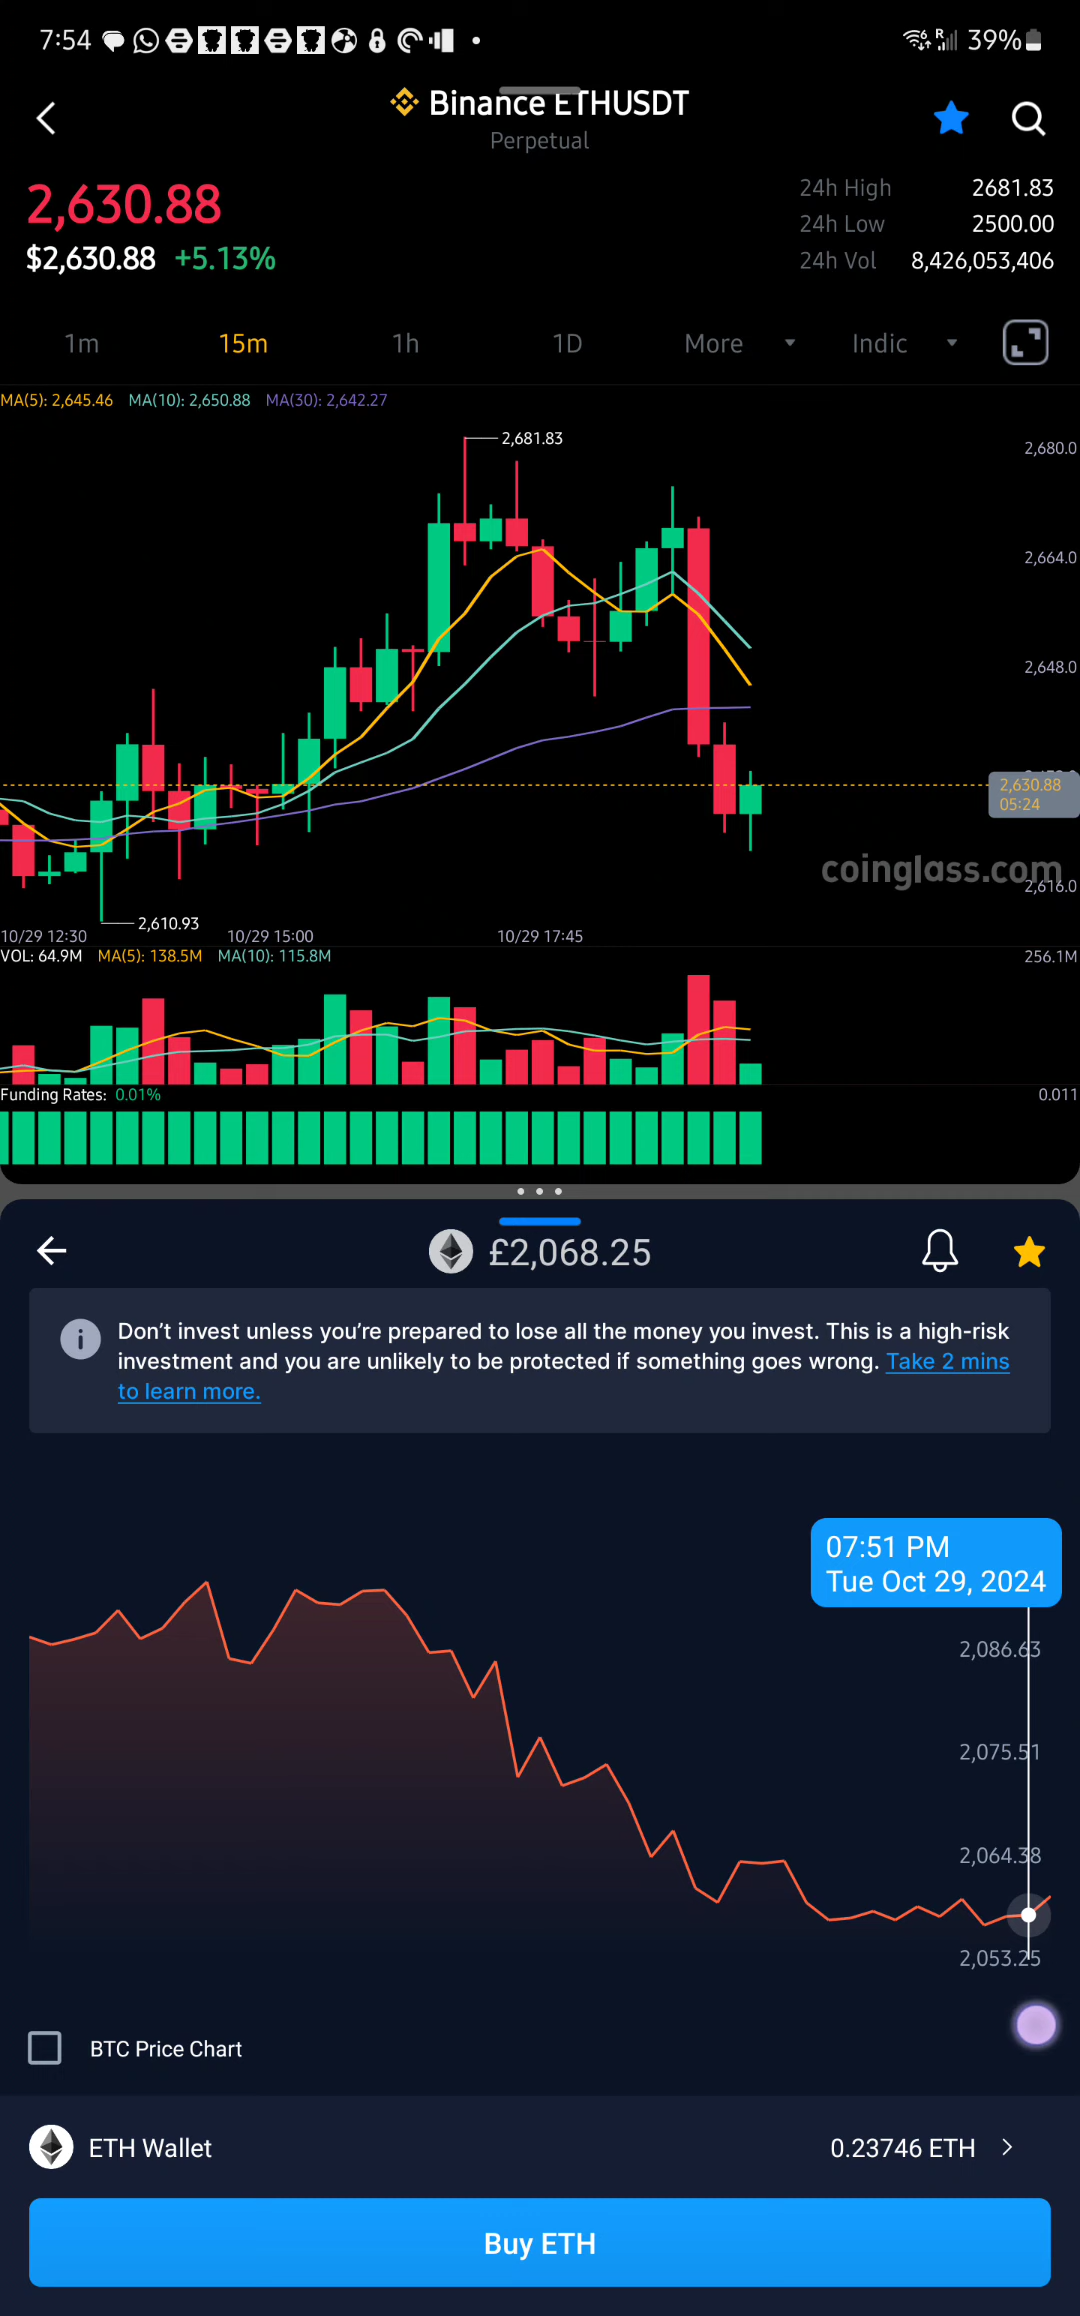 7:54
39%
Binance ETHUSDT
Perpetual
2,630.88
$2,630.88 +5.13%
24h High 2681.83
24h Low 2500.00
24h Vol 8,426,053,406
1m 15m 1h 1D More Indic
MA(5): 2,645.46 MA(10): 2,650.88 MA(30): 2,642.27
2,681.83
2,680.0
2,664.0
2,648.0
2,630.88
05:24
coinglass.com
2,616.0
2,610.93
10/29 12:30 10/29 15:00 10/29 17:45
VOL: 64.9M MA(5): 138.5M MA(10): 115.8M 256.1M
Funding Rates: 0.01% 0.011
£2,068.25
Don't invest unless you're prepared to lose all the money you invest. This is a high-risk
investment and you are unlikely to be protected if something goes wrong. Take 2 mins
to learn more.
07:51 PM
Tue Oct 29, 2024
2,086.63
2,075.51
2,064.38
2,053.25
BTC Price Chart
ETH Wallet 0.23746 ETH
Buy ETH